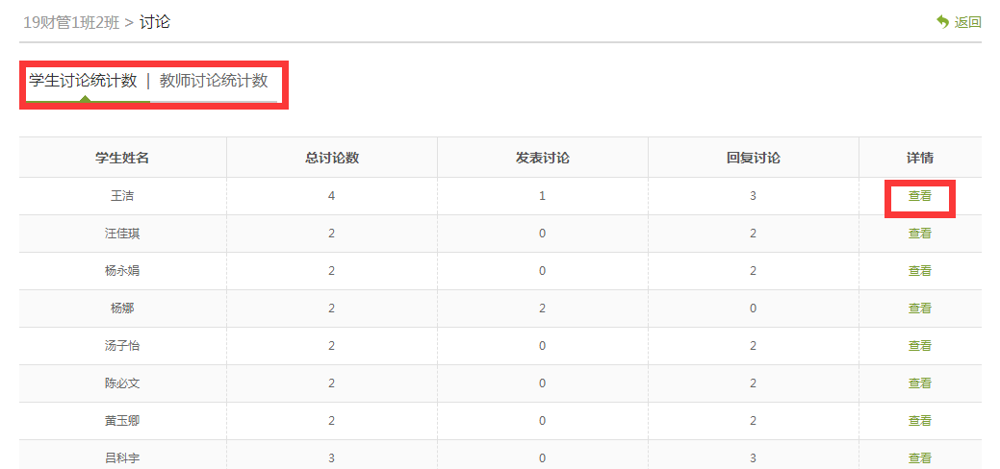 19财管1班2班 > 讨论 返回
学生讨论统计数 | 教师讨论统计数
学生姓名 总讨论数 发表讨论 回复讨论 详情
王洁 4 1 3 查看
汪佳琪 2 0 2 查看
杨永娟 2 0 2 查看
杨娜 2 2 0 查看
汤子怡 2 0 2 查看
陈必文 2 0 2 查看
黄玉卿 2 0 2 查看
吕科宇 3 0 3 查看